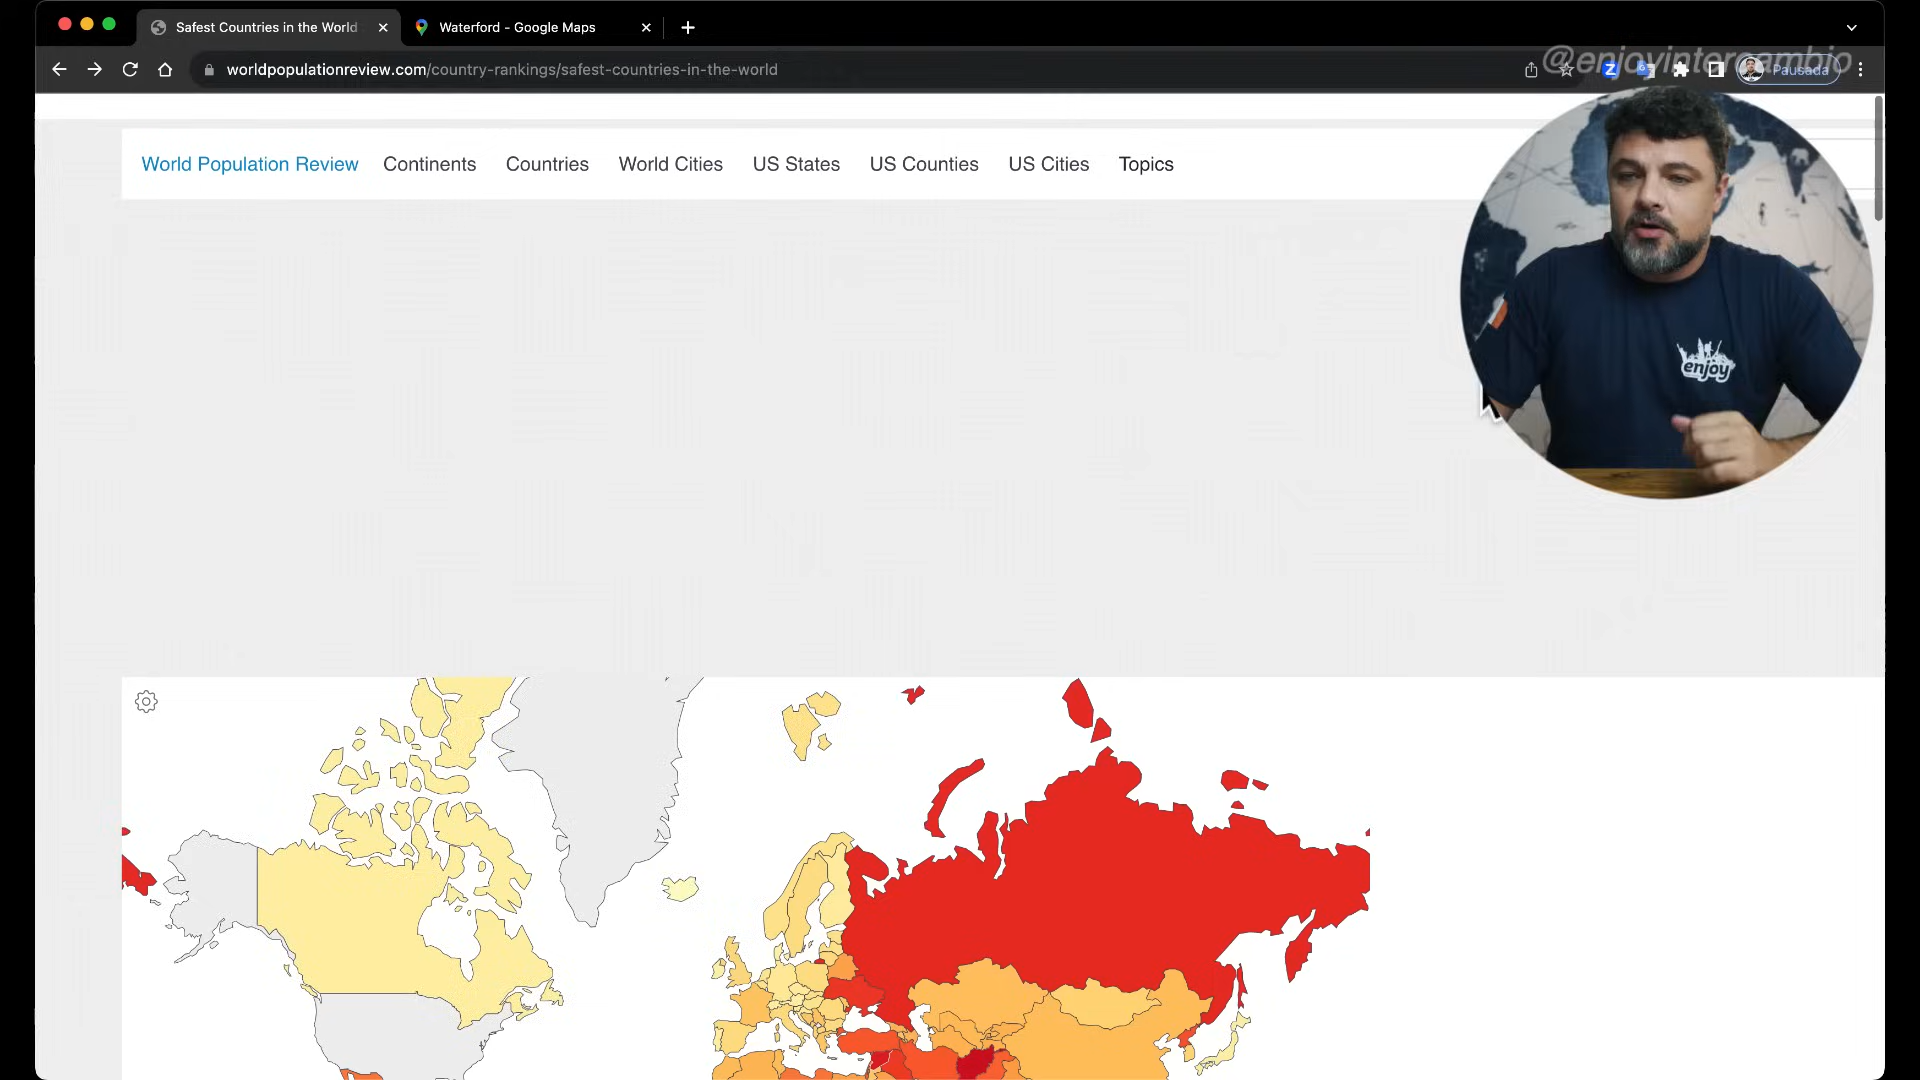 Safest Countries in the World
Waterford - Google Maps
worldpopulationreview.com/country-rankings/safest-countries-in-the-world
@enjoyintercambio
Pausada
World Population Review
Continents
Countries
World Cities
US States
US Counties
US Cities
Topics
enjoy